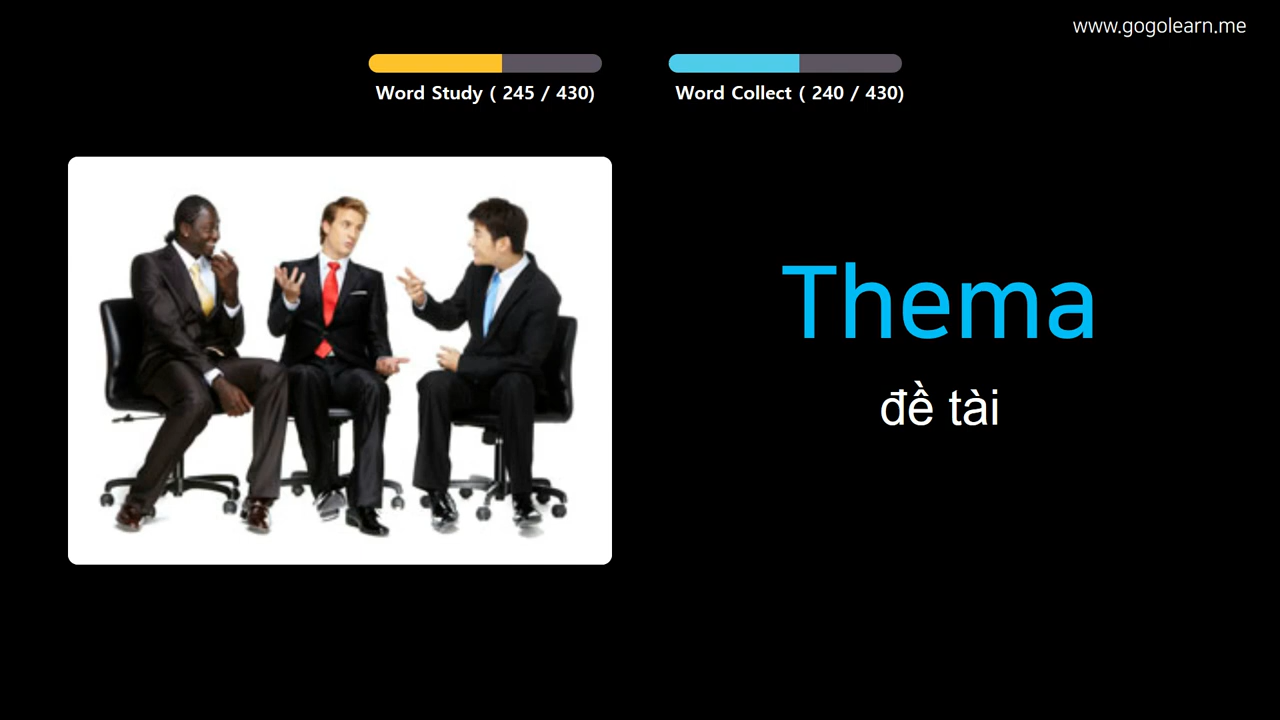 www.gogolearn.me
Word Study ( 245 / 430)
Word Collect ( 240 / 430)
Thema
đề tài